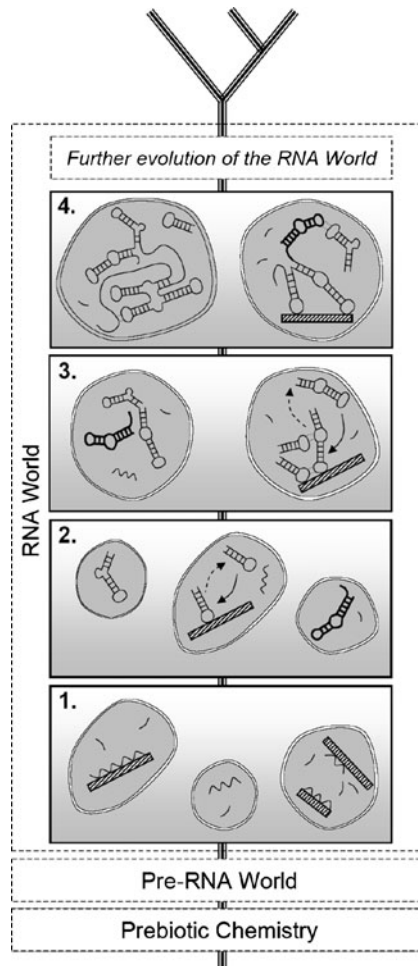 Further evolution of the RNA World
4.
3.
RNA World
2.
1.
Pre-RNA World
Prebiotic Chemistry